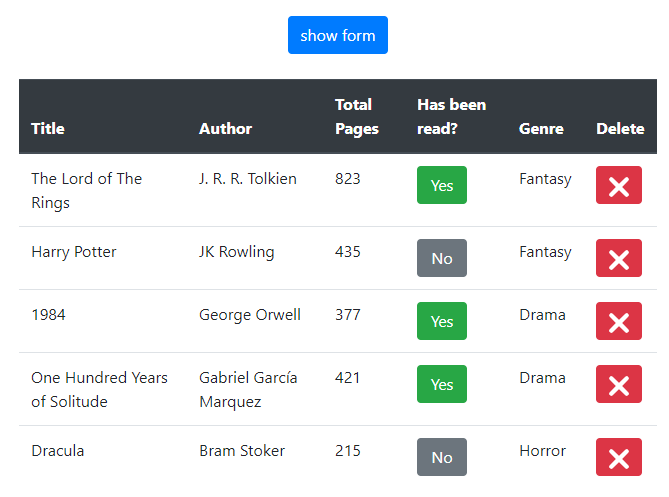 show form
Title Author Total Pages Has been read? Genre Delete
The Lord of The Rings J. R. R. Tolkien 823 Yes Fantasy
Harry Potter JK Rowling 435 No Fantasy
1984 George Orwell 377 Yes Drama
One Hundred Years of Solitude Gabriel García Marquez 421 Yes Drama
Dracula Bram Stoker 215 No Horror